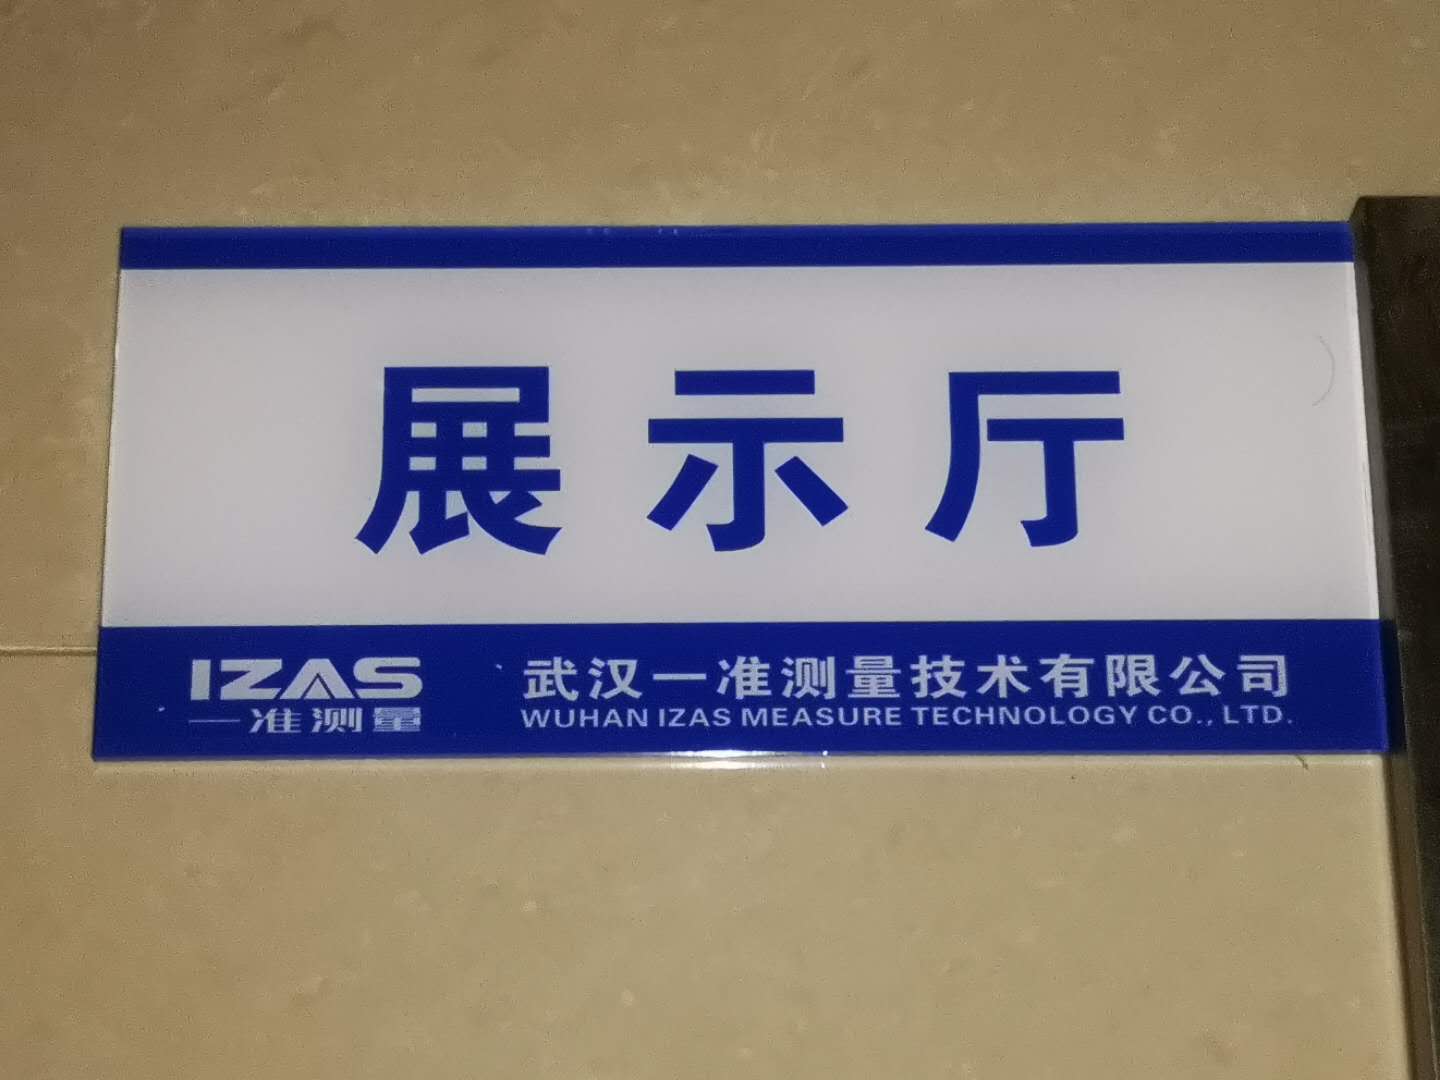 展示厅
IZAS
一准测量
武汉一准测量技术有限公司
WUHAN IZAS MEASURE TECHNOLOGY CO., LTD.